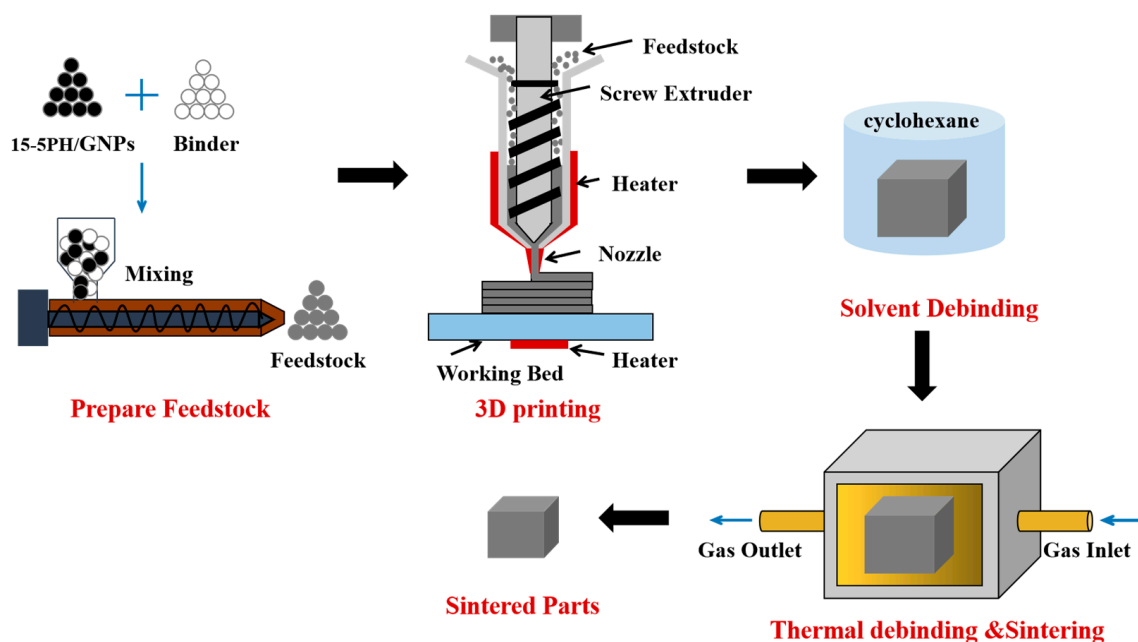 15-5PH/GNPs
Binder
Mixing
Feedstock
Prepare Feedstock
Feedstock
Screw Extruder
Heater
Nozzle
Working Bed
Heater
3D printing
cyclohexane
Solvent Debinding
Gas Outlet
Gas Inlet
Thermal debinding &Sintering
Sintered Parts